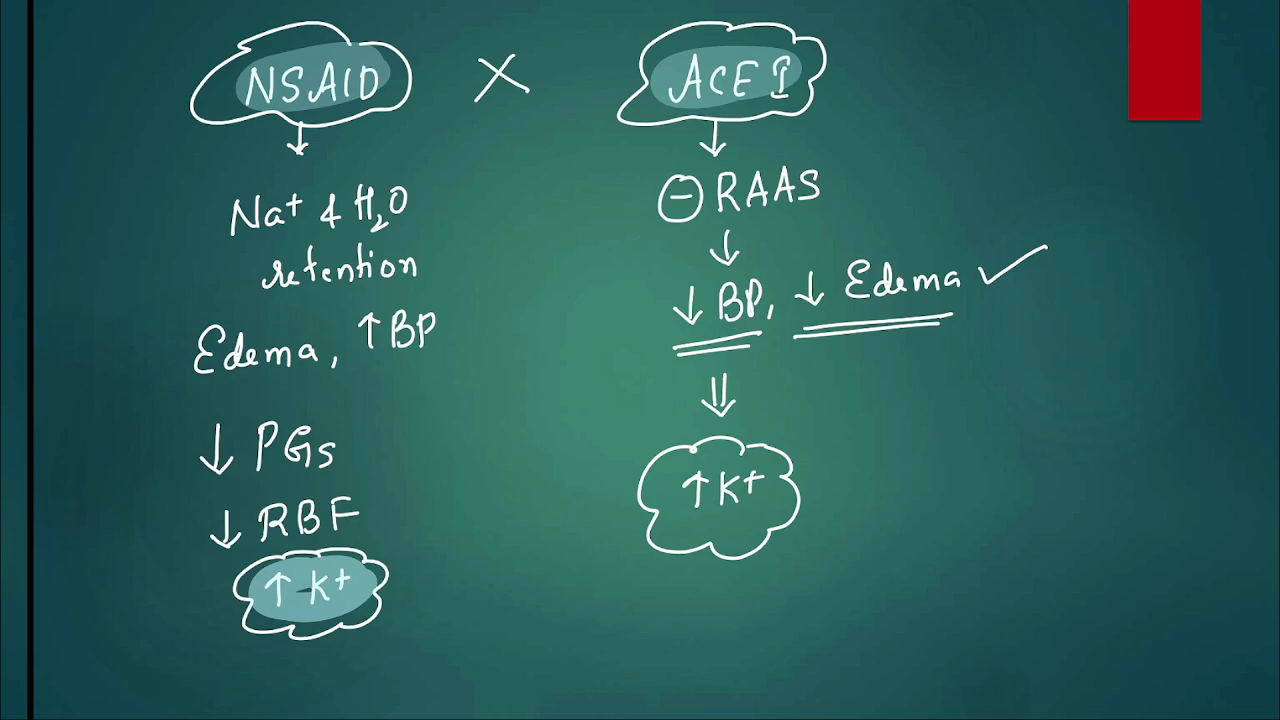 NSAID × ACE I
↓ ↓
Na⁺ & H₂O
retention
Edema, ↑ BP
↓ PGs
↓ RBF
↑ K⁺
⊖ RAAS
↓
↓ BP, ↓ Edema ✓
⇓
↑ K⁺